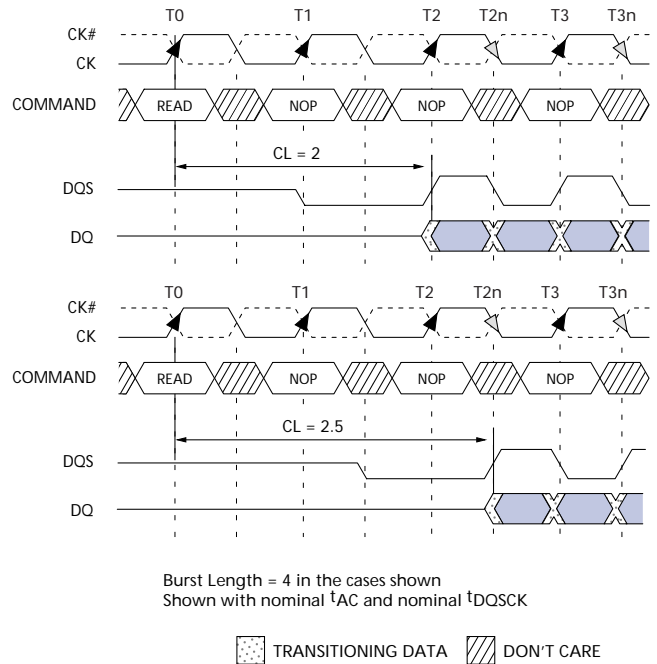 T0 T1 T2 T2n T3 T3n
CK#
CK
COMMAND READ NOP NOP NOP
CL = 2
DQS
DQ
T0 T1 T2 T2n T3 T3n
CK#
CK
COMMAND READ NOP NOP NOP
CL = 2.5
DQS
DQ
Burst Length = 4 in the cases shown
Shown with nominal tAC and nominal tDQSCK
TRANSITIONING DATA DON'T CARE